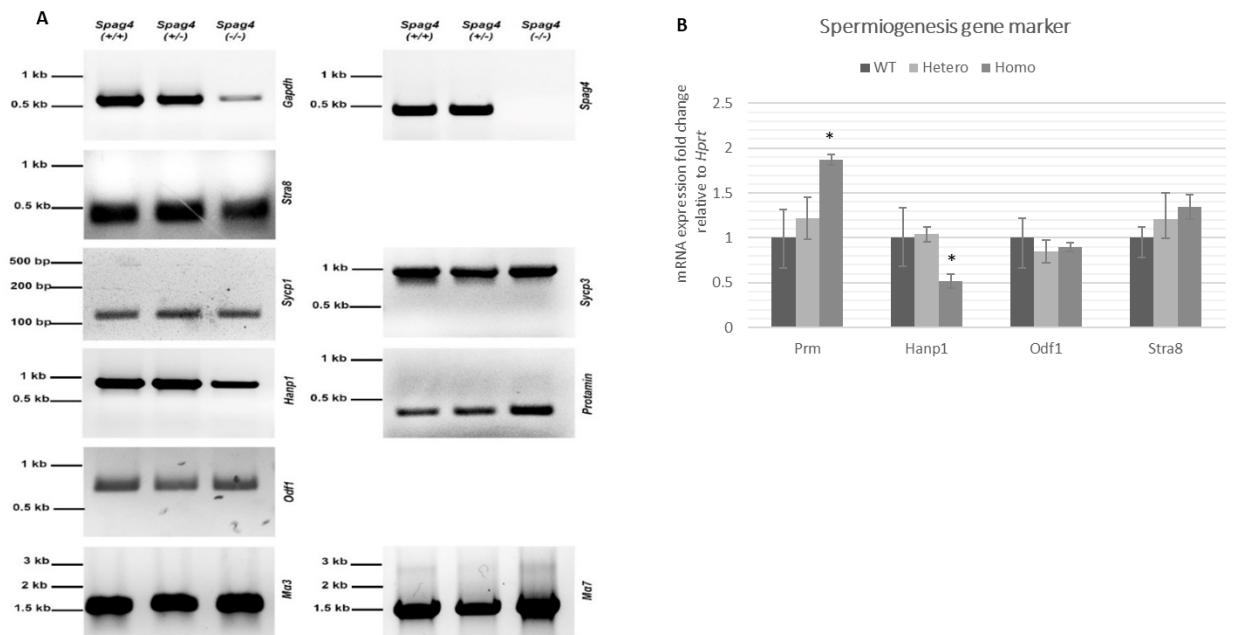 A
Spag4 (+/+) Spag4 (+/-) Spag4 (-/-)
Spag4 (+/+) Spag4 (+/-) Spag4 (-/-)
1 kb
0.5 kb
Gapdh
1 kb
0.5 kb
Spag4
1 kb
0.5 kb
Stra8
500 bp
200 bp
100 bp
Sycp1
1 kb
0.5 kb
Sycp3
1 kb
0.5 kb
Hanp1
0.5 kb
Protamin
1 kb
0.5 kb
Odf1
3 kb
2 kb
1.5 kb
Mα3
3 kb
2 kb
1.5 kb
Mα7
B
Spermiogenesis gene marker
WT Hetero Homo
mRNA expression fold change
relative to Hprt
2.5
2
1.5
1
0.5
0
*
*
Prm Hanp1 Odf1 Stra8